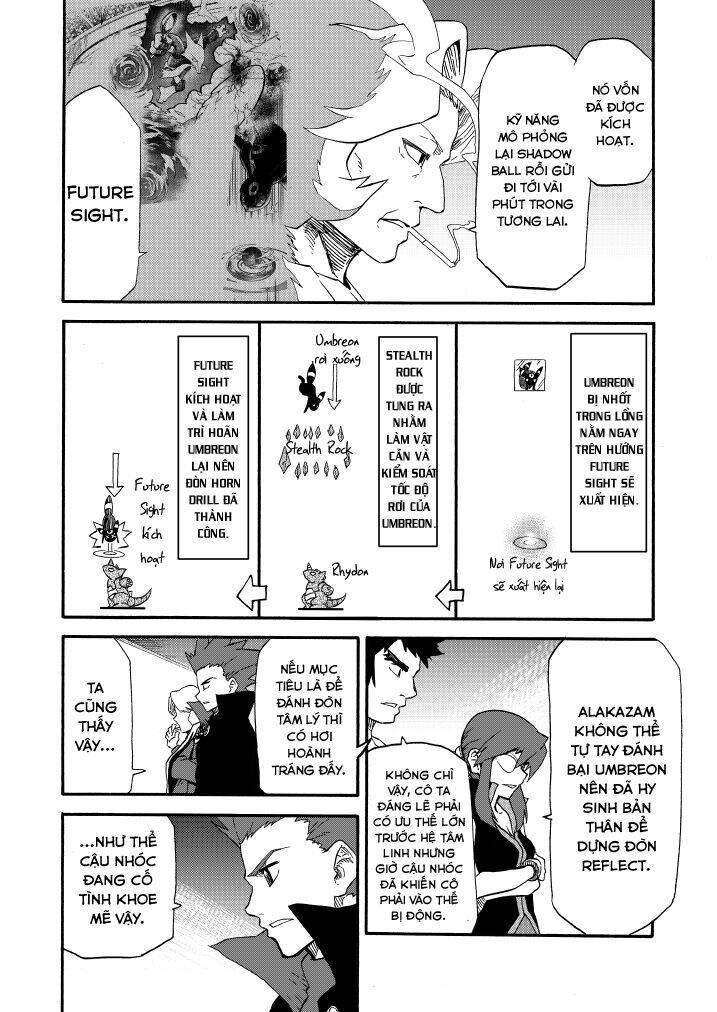 NÓ VỐN
ĐÃ ĐƯỢC
KÍCH
HOẠT.
KỸ NĂNG
MÔ PHỎNG
LẠI SHADOW
BALL RỒI GỬI
ĐI TỚI VÀI
PHÚT TRONG
TƯƠNG LAI.
FUTURE
SIGHT.
UMBREON
BỊ NHỐT
TRONG LỒNG
NẰM NGAY
TRÊN HƯỚNG
FUTURE
SIGHT SẼ
XUẤT HIỆN.
Nơi Future Sight
sẽ xuất hiện lại
STEALTH
ROCK
ĐƯỢC
TUNG RA
NHẰM
LÀM VẬT
CẢN VÀ
KIỂM SOÁT
TỐC ĐỘ
RƠI CỦA
UMBREON.
Umbreon
rơi xuống
Stealth Rock
Rhydon
FUTURE
SIGHT
KÍCH HOẠT
VÀ LÀM
TRÌ HOÃN
UMBREON
LẠI NÊN
ĐÒN HORN
DRILL ĐÃ
THÀNH
CÔNG.
Future
Sight
kích
hoạt
ALAKAZAM
KHÔNG THỂ
TỰ TAY ĐÁNH
BẠI UMBREON
NÊN ĐÃ HY
SINH BẢN
THÂN ĐỂ
DỰNG ĐÒN
REFLECT.
KHÔNG CHỈ
VẬY, CÔ TA
ĐÁNG LẼ PHẢI
CÓ ƯU THẾ LỚN
TRƯỚC HỆ TÂM
LINH NHƯNG
GIỜ CẬU NHÓC
ĐÃ KHIẾN CÔ
PHẢI VÀO THẾ
BỊ ĐỘNG.
NẾU MỤC
TIÊU LÀ ĐỂ
ĐÁNH ĐÒN
TÂM LÝ THÌ
CÓ HƠI
HOÀNH
TRÁNG ĐẤY.
TA
CŨNG
THẤY
VẬY...
...NHƯ THỂ
CẬU NHÓC
ĐANG CỐ
TÌNH KHOE
MẼ VẬY.